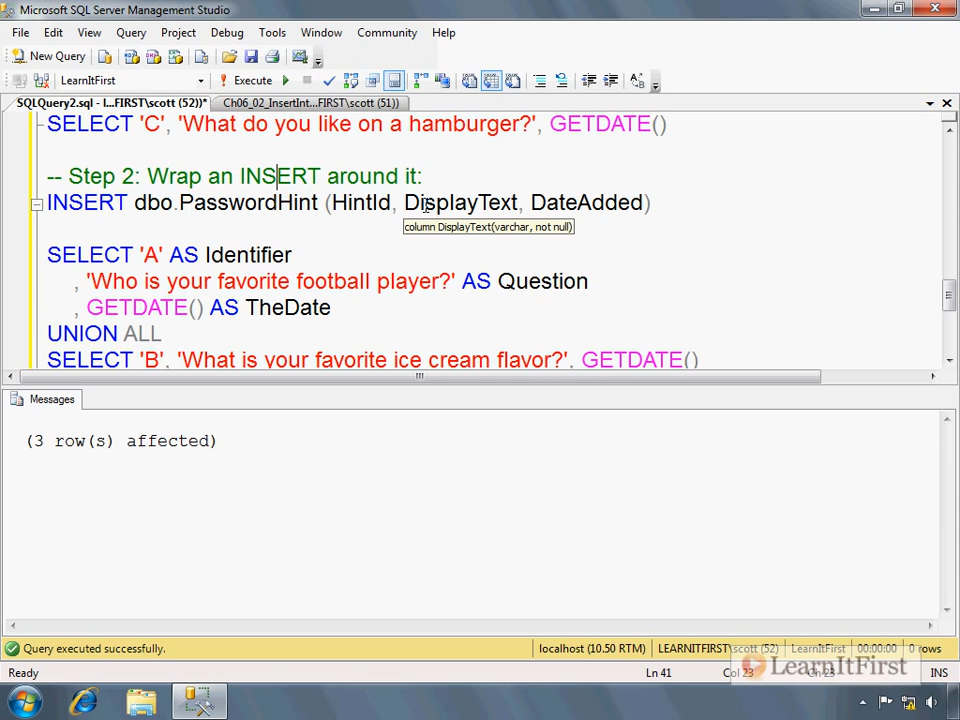 Microsoft SQL Server Management Studio
File Edit View Query Project Debug Tools Window Community Help
New Query
LearnItFirst Execute
SQLQuery2.sql - l...FIRST\scott (52))* Ch06_02_InsertInt...FIRST\scott (51))
SELECT 'C', 'What do you like on a hamburger?', GETDATE()
-- Step 2: Wrap an INSERT around it:
INSERT dbo.PasswordHint (HintId, DisplayText, DateAdded)
column DisplayText(varchar, not null)
SELECT 'A' AS Identifier
, 'Who is your favorite football player?' AS Question
, GETDATE() AS TheDate
UNION ALL
SELECT 'B', 'What is your favorite ice cream flavor?', GETDATE()
Messages
(3 row(s) affected)
Query executed successfully. localhost (10.50 RTM) LEARNITFIRST\scott (52) LearnItFirst 00:00:00 0 rows
Ready Ln 41 Col 23 Ch 23 INS
LearnItFirst